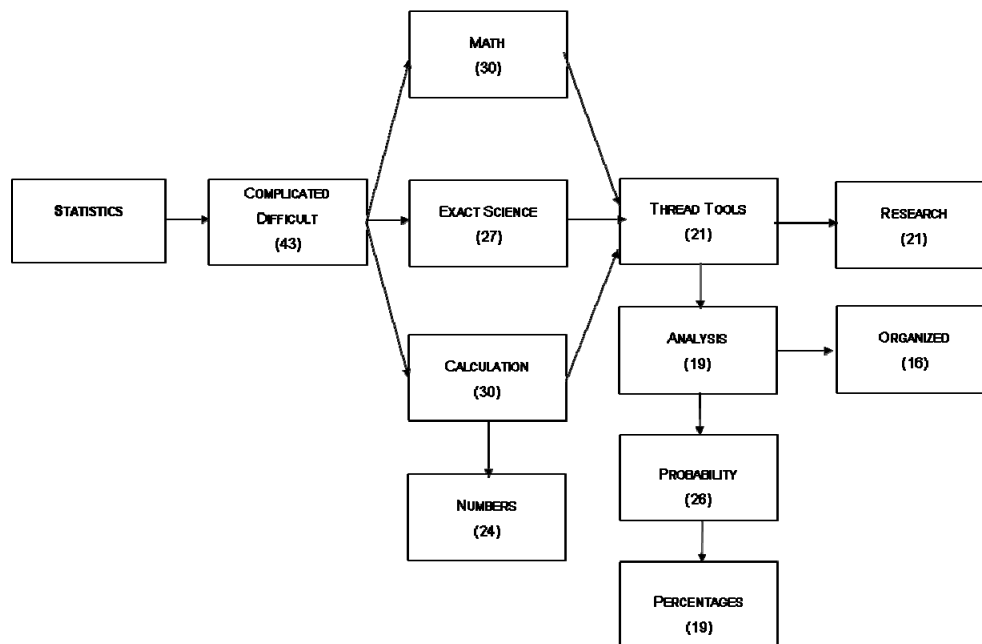 MATH
(30)
STATISTICS
COMPLICATED
DIFFICULT
(43)
EXACT SCIENCE
(27)
THREAD TOOLS
(21)
RESEARCH
(21)
CALCULATION
(30)
ANALYSIS
(19)
ORGANIZED
(16)
NUMBERS
(24)
PROBABILITY
(26)
PERCENTAGES
(19)